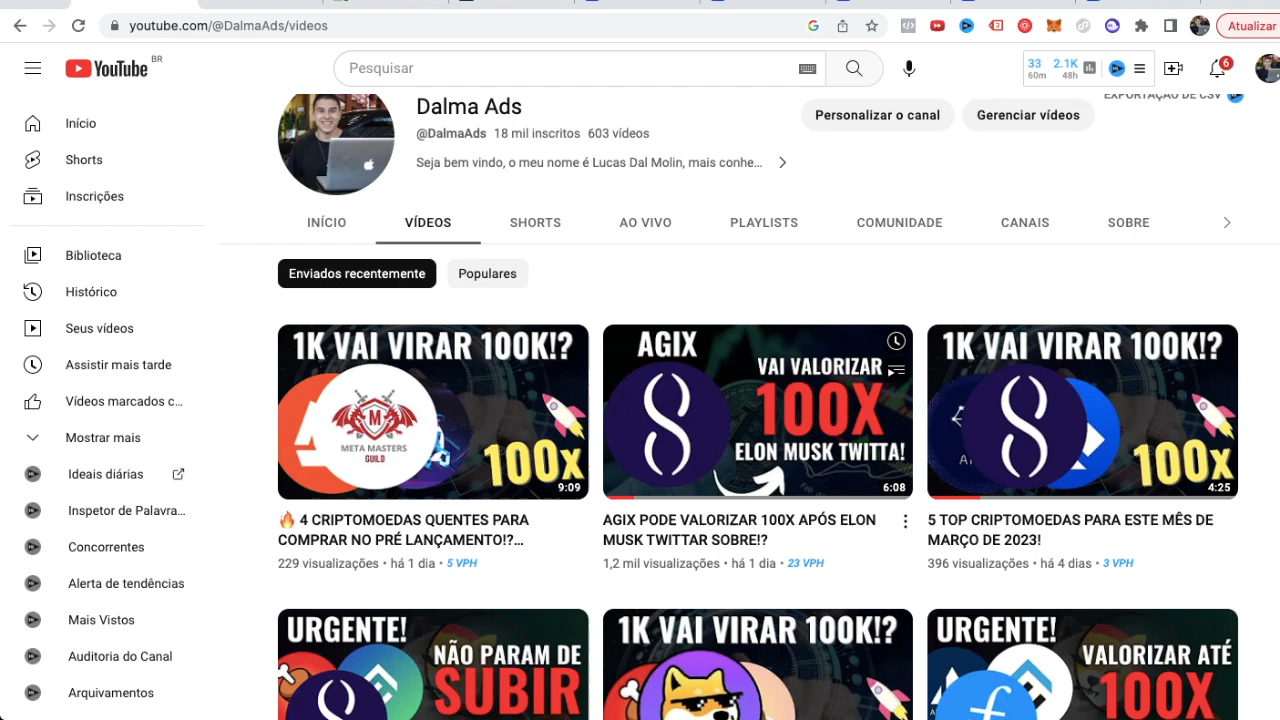 youtube.com/@DalmaAds/videos
Atualizar
YouTube BR
Pesquisar
33 2.1K
60m 48h
6
EXPORTAÇÃO DE CSV
Dalma Ads
@DalmaAds 18 mil inscritos 603 vídeos
Seja bem vindo, o meu nome é Lucas Dal Molin, mais conhe...
Personalizar o canal
Gerenciar vídeos
Início
Shorts
Inscrições
Biblioteca
Histórico
Seus vídeos
Assistir mais tarde
Vídeos marcados c...
Mostrar mais
Ideais diárias
Inspetor de Palavra...
Concorrentes
Alerta de tendências
Mais Vistos
Auditoria do Canal
Arquivamentos
INÍCIO VÍDEOS SHORTS AO VIVO PLAYLISTS COMUNIDADE CANAIS SOBRE
Enviados recentemente Populares
1K VAI VIRAR 100K!?
M
META MASTERS
GUILD
100x
9:09
🔥 4 CRIPTOMOEDAS QUENTES PARA
COMPRAR NO PRÉ LANÇAMENTO!?...
229 visualizações • há 1 dia • 5 VPH
AGIX
VAI VALORIZAR
100X
ELON MUSK TWITTA!
6:08
AGIX PODE VALORIZAR 100X APÓS ELON
MUSK TWITTAR SOBRE!?
1,2 mil visualizações • há 1 dia • 23 VPH
1K VAI VIRAR 100K!?
100x
4:25
5 TOP CRIPTOMOEDAS PARA ESTE MÊS DE
MARÇO DE 2023!
396 visualizações • há 4 dias • 3 VPH
URGENTE!
NÃO PARAM DE
SUBIR
1K VAI VIRAR 100K!?
URGENTE!
VALORIZAR ATÉ
100X